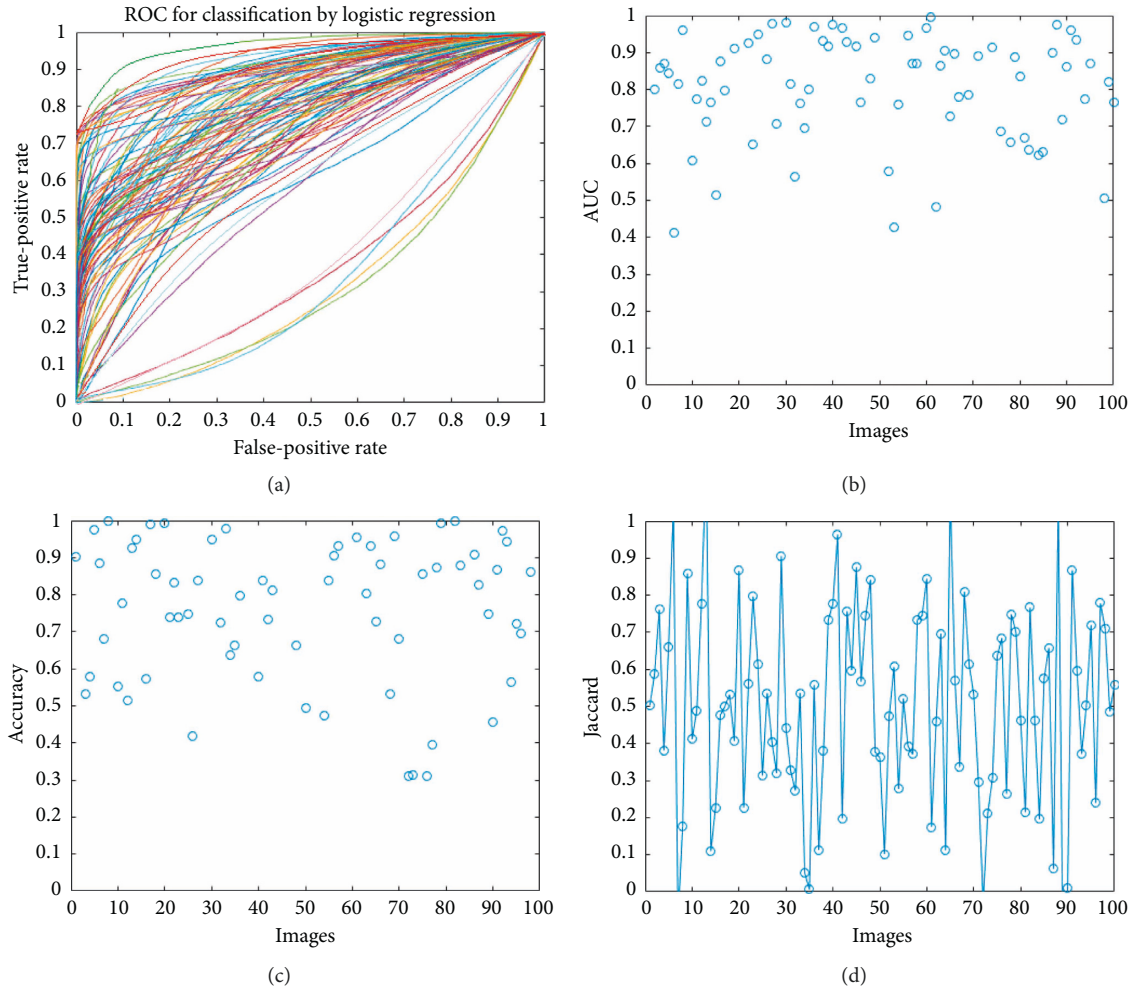 ROC for classification by logistic regression
1
0.9
0.8
0.7
0.6
0.5
0.4
0.3
0.2
0.1
0
0 0.1 0.2 0.3 0.4 0.5 0.6 0.7 0.8 0.9 1
True-positive rate
False-positive rate
(a)
1
0.9
0.8
0.7
0.6
0.5
0.4
0.3
0.2
0.1
0
0 10 20 30 40 50 60 70 80 90 100
AUC
Images
(b)
1
0.9
0.8
0.7
0.6
0.5
0.4
0.3
0.2
0.1
0
0 10 20 30 40 50 60 70 80 90 100
Accuracy
Images
(c)
1
0.9
0.8
0.7
0.6
0.5
0.4
0.3
0.2
0.1
0
0 10 20 30 40 50 60 70 80 90 100
Jaccard
Images
(d)